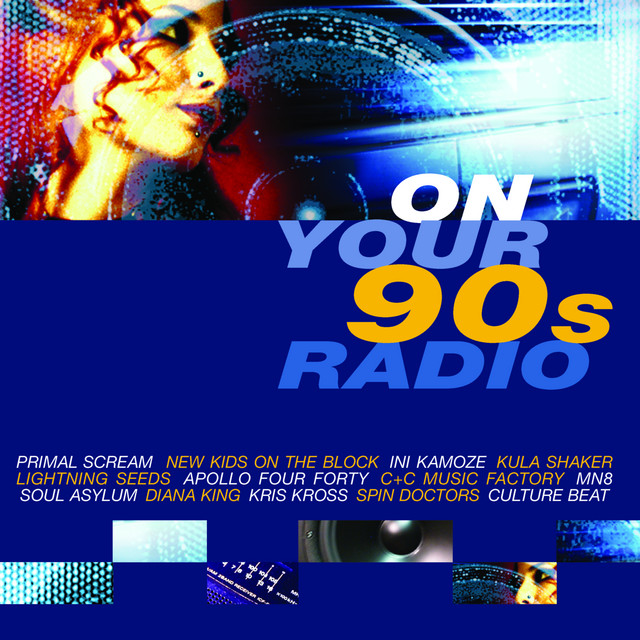 ON
YOUR
90s
RADIO
PRIMAL SCREAM NEW KIDS ON THE BLOCK INI KAMOZE KULA SHAKER
LIGHTNING SEEDS APOLLO FOUR FORTY C+C MUSIC FACTORY MN8
SOUL ASYLUM DIANA KING KRIS KROSS SPIN DOCTORS CULTURE BEAT